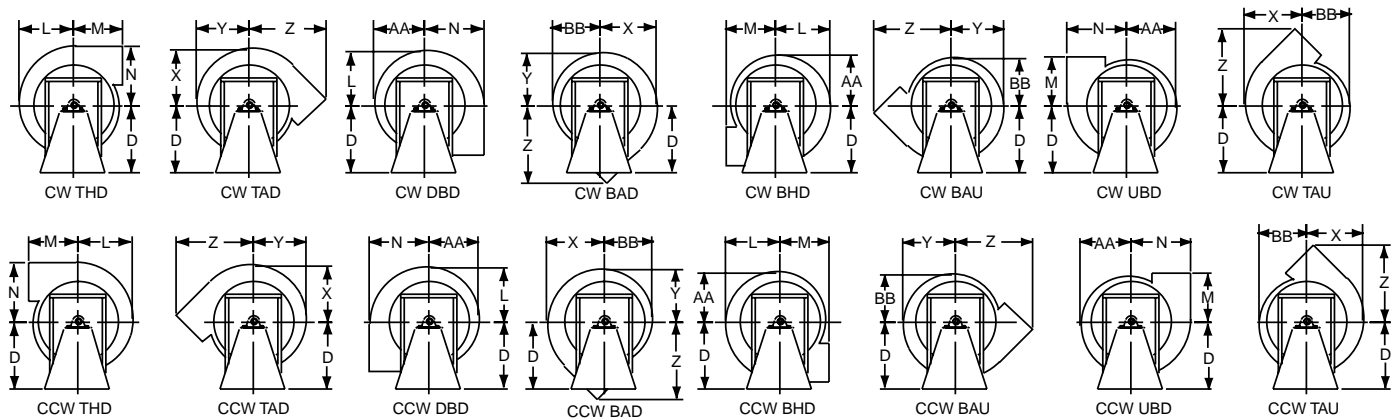 L M N D CW THD
Y Z X D CW TAD
AA N L D CW DBD
BB X Y Z D CW BAD
M L AA D CW BHD
Z Y BB D CW BAU
N AA M D CW UBD
X BB Z D CW TAU
M L N D CCW THD
Z Y X D CCW TAD
N AA L D CCW DBD
X BB D Y Z CCW BAD
L M AA D CCW BHD
Y Z BB D CCW BAU
AA N M D CCW UBD
BB X Z D CCW TAU